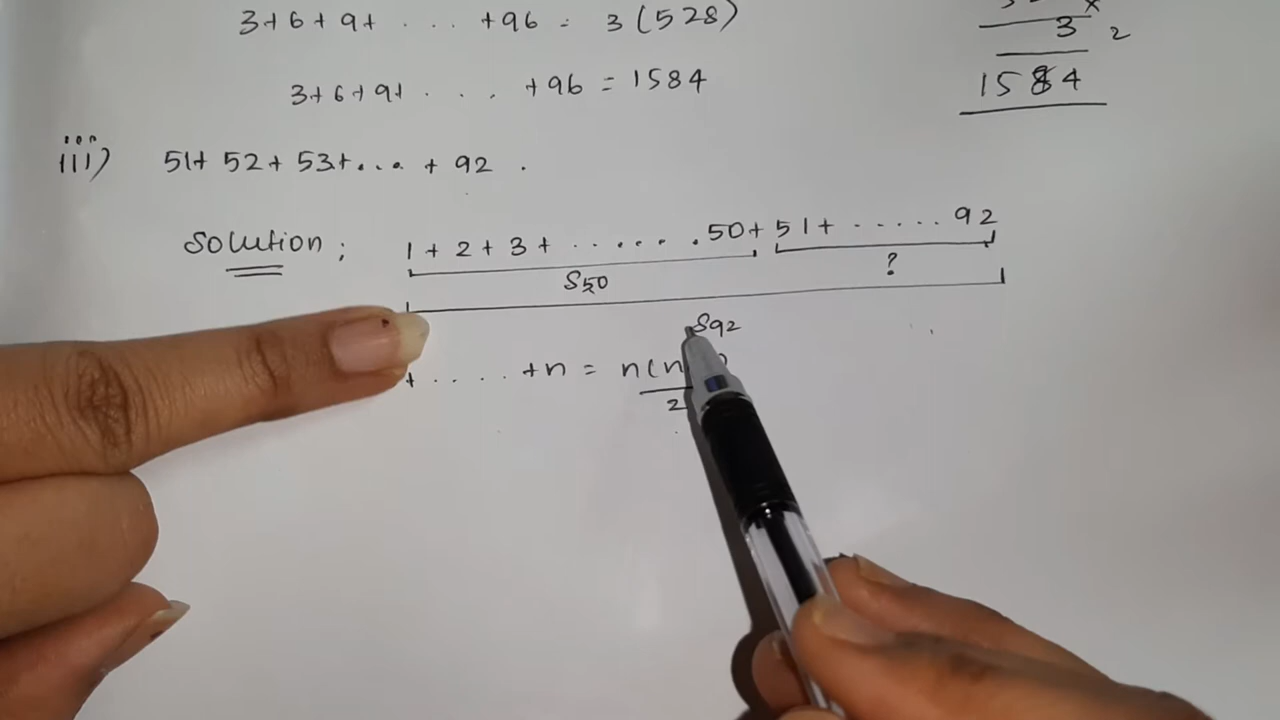 3+6+9+ . ... +96 = 3(528)
3
2
3+6+9+ . . . +96 = 1584
1584
iii) 51+ 52+ 53+... + 92 .
Solution ; 1 + 2 + 3 + ....... 50+ 51+ ..... 92
S50 ?
S92
+ .... +n = n(n
2